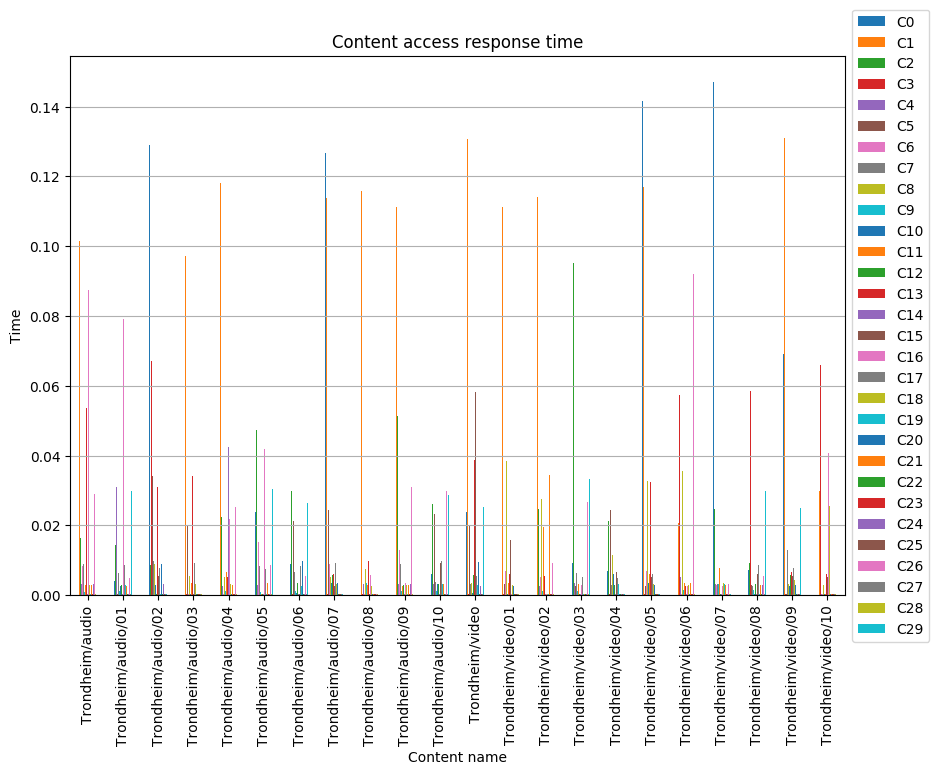 Content access response time
Time
0.14
0.12
0.10
0.08
0.06
0.04
0.02
0.00
Trondheim/audio
Trondheim/audio/01
Trondheim/audio/02
Trondheim/audio/03
Trondheim/audio/04
Trondheim/audio/05
Trondheim/audio/06
Trondheim/audio/07
Trondheim/audio/08
Trondheim/audio/09
Trondheim/audio/10
Trondheim/video
Trondheim/video/01
Trondheim/video/02
Trondheim/video/03
Trondheim/video/04
Trondheim/video/05
Trondheim/video/06
Trondheim/video/07
Trondheim/video/08
Trondheim/video/09
Trondheim/video/10
Content name
C0
C1
C2
C3
C4
C5
C6
C7
C8
C9
C10
C11
C12
C13
C14
C15
C16
C17
C18
C19
C20
C21
C22
C23
C24
C25
C26
C27
C28
C29